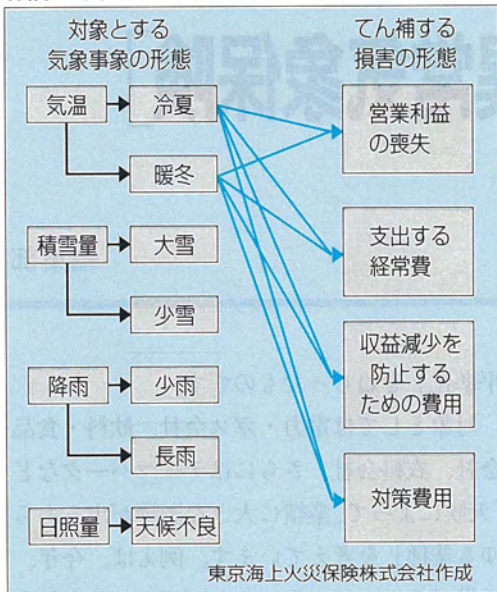 対象とする
気象事象の形態
てん補する
損害の形態
気温
冷夏
暖冬
積雪量
大雪
少雪
降雨
少雨
長雨
日照量
天候不良
営業利益
の喪失
支出する
経常費
収益減少を
防止する
ための費用
対策費用
東京海上火災保険株式会社作成